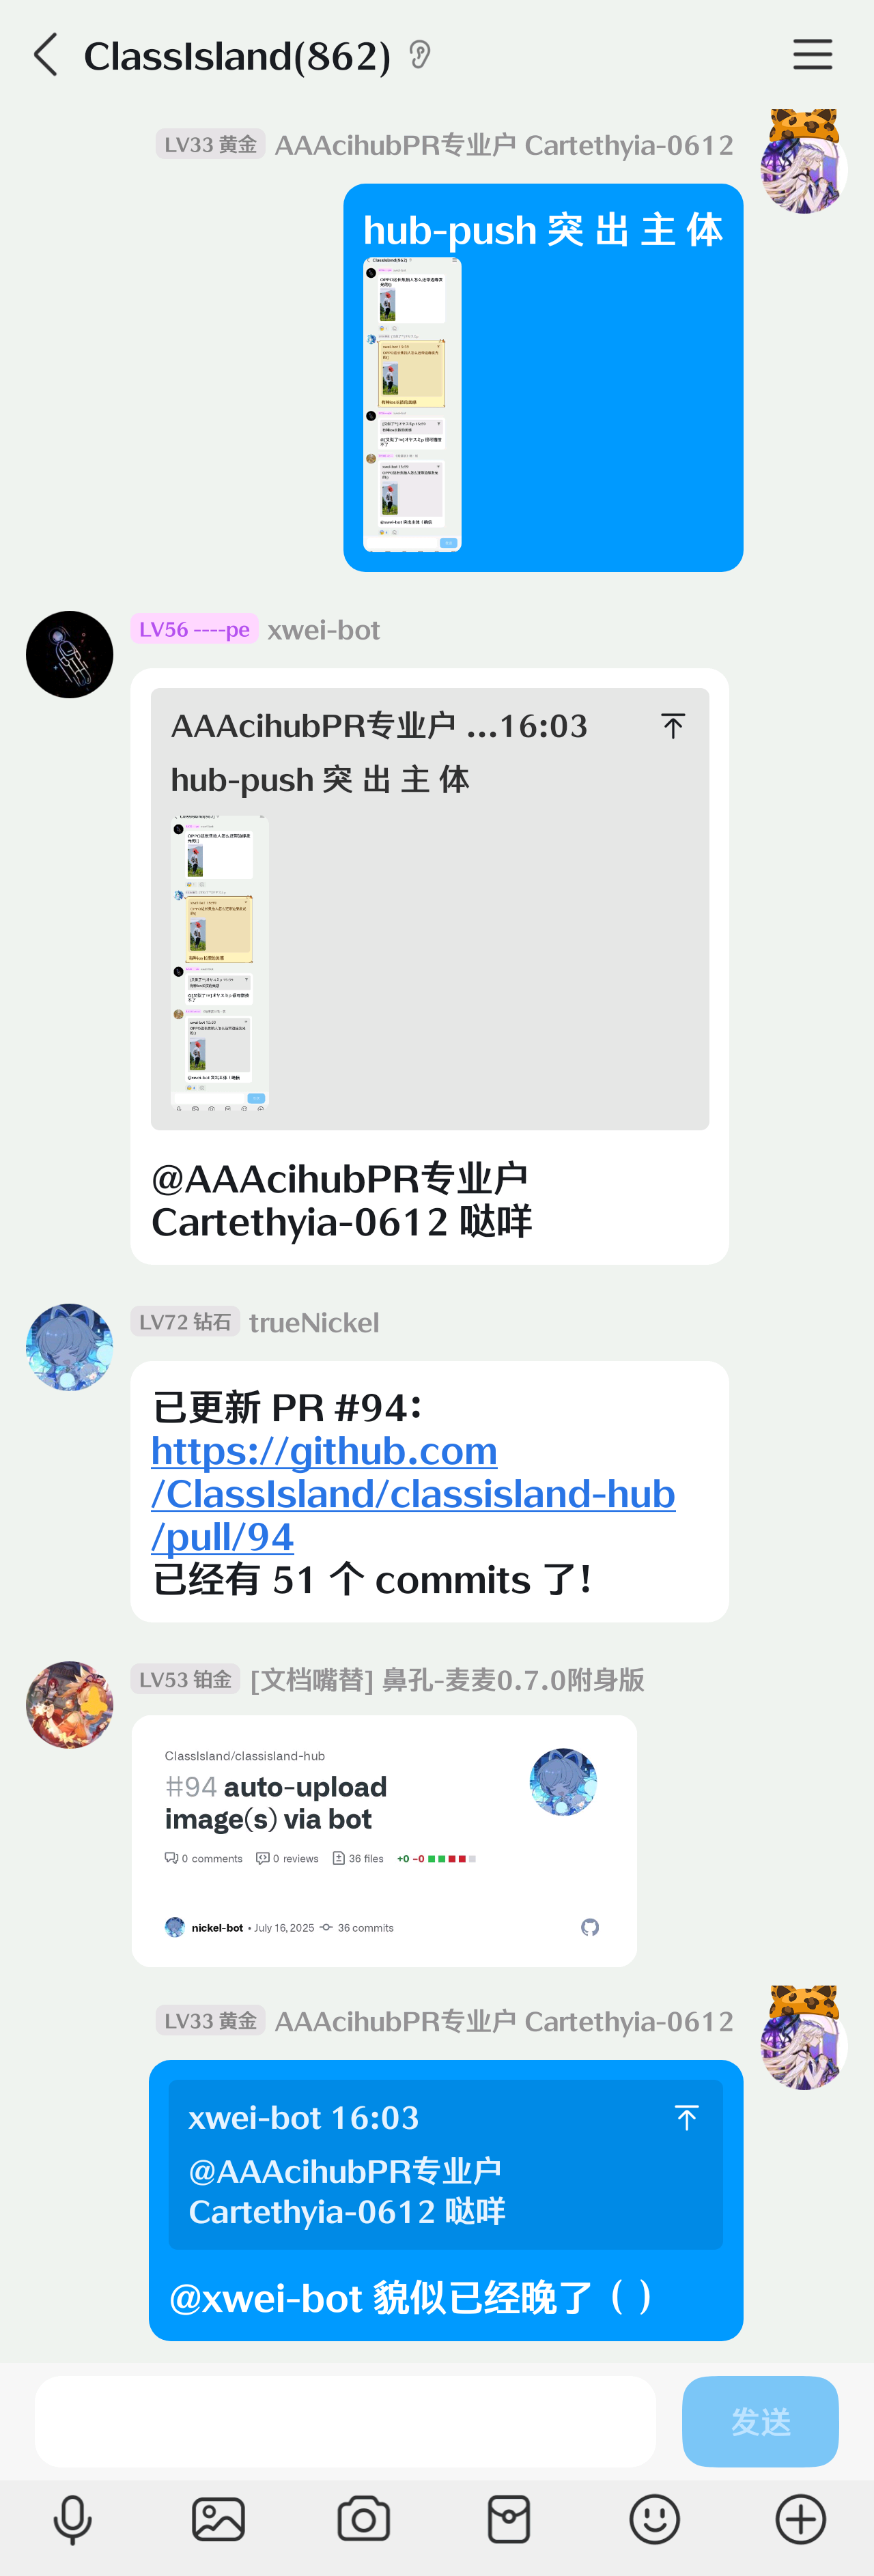 ClassIsland(862)
LV33 黄金 AAAcihubPR专业户 Cartethyia-0612
hub-push 突 出 主 体
LV56 ----pe xwei-bot
AAAcihubPR专业户 ...16:03
hub-push 突 出 主 体
@AAAcihubPR专业户
Cartethyia-0612 哒咩
LV72 钻石 trueNickel
已更新 PR #94：
https://github.com
/ClassIsland/classisland-hub
/pull/94
已经有 51 个 commits 了！
LV53 铂金 [文档嘴替] 鼻孔-麦麦0.7.0附身版
ClassIsland/classisland-hub
#94 auto-upload
image(s) via bot
0 comments 0 reviews 36 files +0 -0
nickel-bot • July 16, 2025 36 commits
LV33 黄金 AAAcihubPR专业户 Cartethyia-0612
xwei-bot 16:03
@AAAcihubPR专业户
Cartethyia-0612 哒咩
@xwei-bot 貌似已经晚了（）
发送